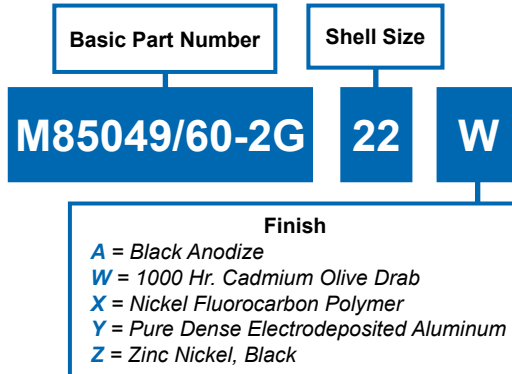 Basic Part Number
Shell Size
M85049/60-2G 22 W
Finish
A = Black Anodize
W = 1000 Hr. Cadmium Olive Drab
X = Nickel Fluorocarbon Polymer
Y = Pure Dense Electrodeposited Aluminum
Z = Zinc Nickel, Black